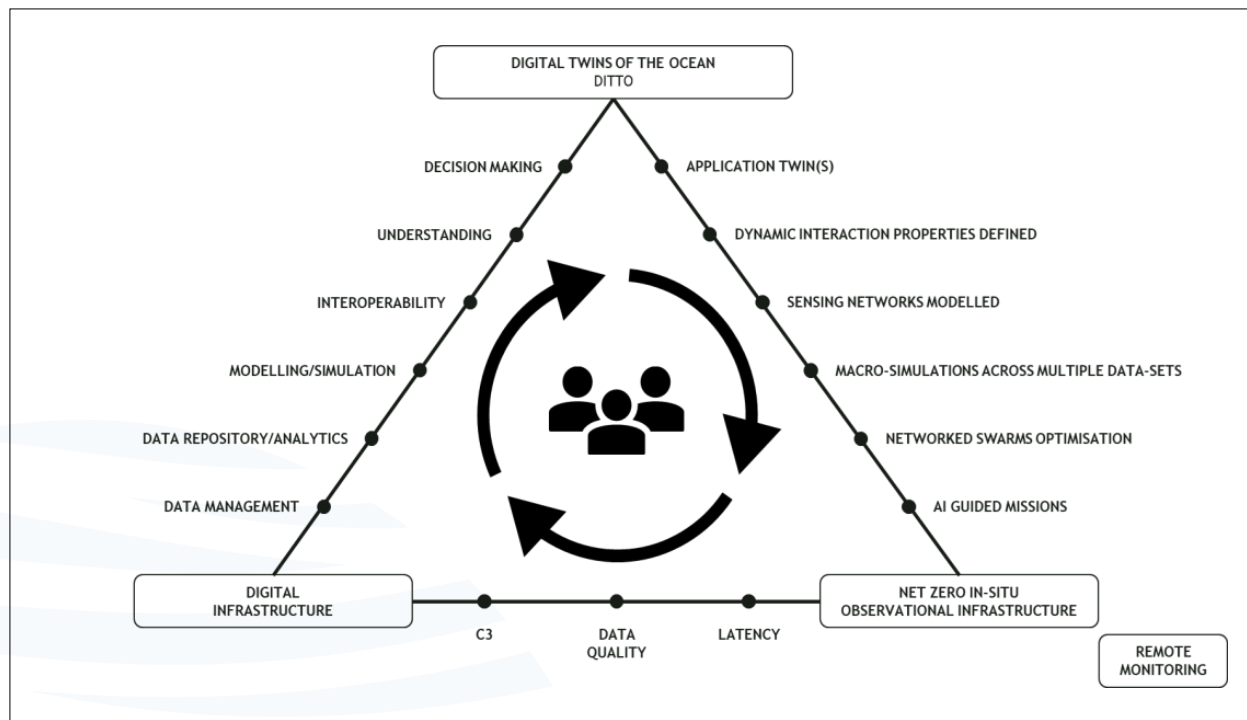 DIGITAL TWINS OF THE OCEAN
DITTO
DECISION MAKING
APPLICATION TWIN(S)
UNDERSTANDING
DYNAMIC INTERACTION PROPERTIES DEFINED
INTEROPERABILITY
SENSING NETWORKS MODELLED
MODELLING/SIMULATION
MACRO-SIMULATIONS ACROSS MULTIPLE DATA-SETS
DATA REPOSITORY/ANALYTICS
NETWORKED SWARMS OPTIMISATION
DATA MANAGEMENT
AI GUIDED MISSIONS
DIGITAL
INFRASTRUCTURE
NET ZERO IN-SITU
OBSERVATIONAL INFRASTRUCTURE
C3
DATA
QUALITY
LATENCY
REMOTE
MONITORING